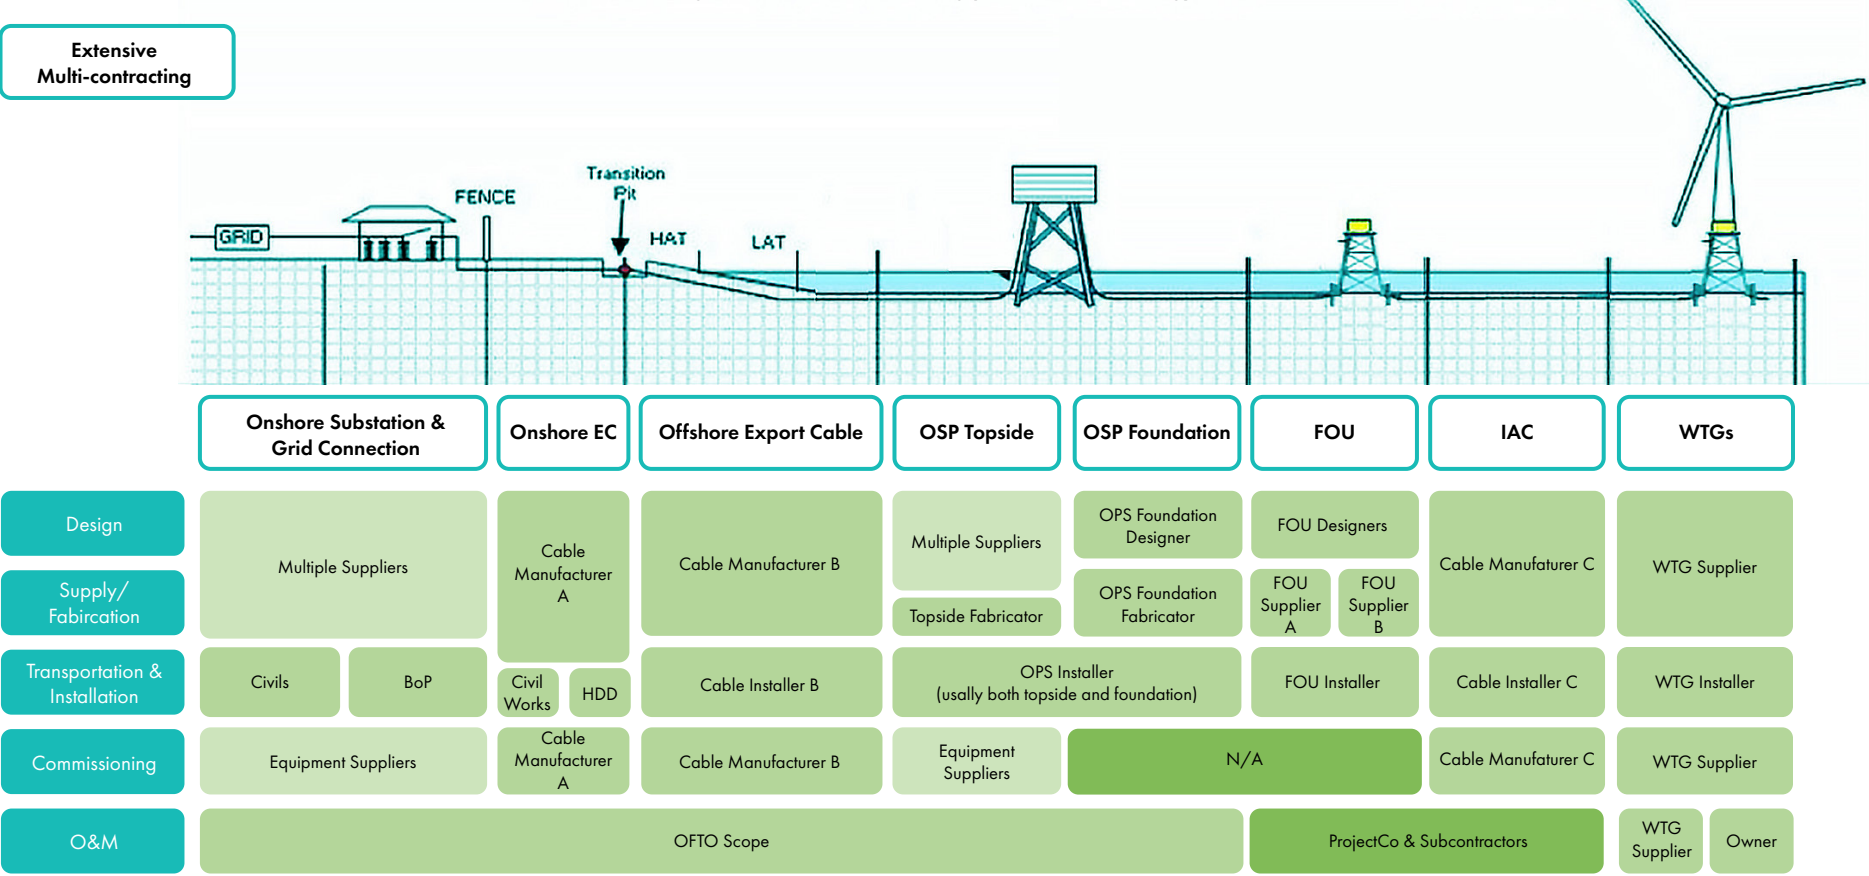 Extensive
Multi-contracting
Transition
Pit
FENCE
GRID
HAT
LAT
Onshore Substation &
Grid Connection
Onshore EC
Offshore Export Cable
OSP Topside
OSP Foundation
FOU
IAC
WTGs
Design
Supply/
Fabircation
Multiple Suppliers
Cable
Manufacturer
A
Cable Manufacturer B
Multiple Suppliers
Topside Fabricator
OPS Foundation
Designer
OPS Foundation
Fabricator
FOU Designers
FOU
Supplier
A
FOU
Supplier
B
Cable Manufaturer C
WTG Supplier
Transportation &
Installation
Civils
BoP
Civil
Works
HDD
Cable Installer B
OPS Installer
(usally both topside and foundation)
FOU Installer
Cable Installer C
WTG Installer
Commissioning
Equipment Suppliers
Cable
Manufacturer
A
Cable Manufacturer B
Equipment
Suppliers
N/A
Cable Manufaturer C
WTG Supplier
O&M
OFTO Scope
ProjectCo & Subcontractors
WTG
Supplier
Owner